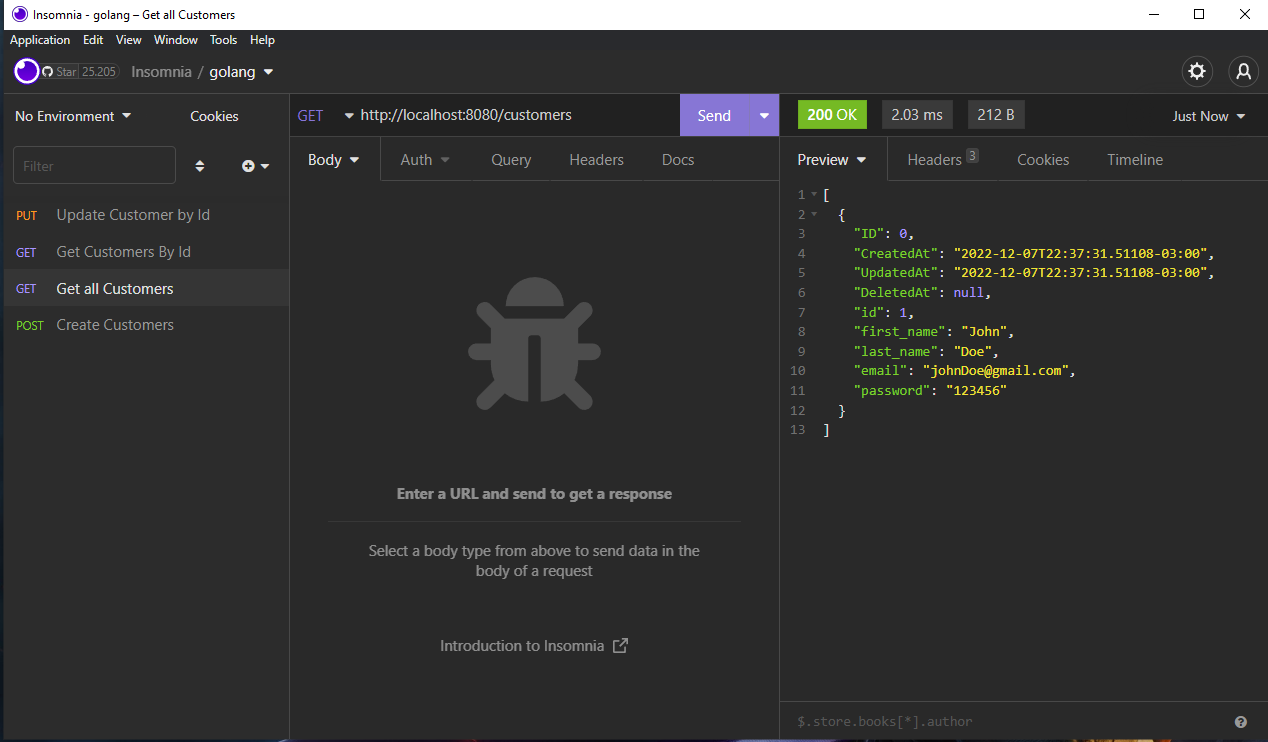 Insomnia - golang – Get all Customers
Application Edit View Window Tools Help
Star 25.205 Insomnia / golang
No Environment Cookies
Filter
PUT Update Customer by Id
GET Get Customers By Id
GET Get all Customers
POST Create Customers
GET http://localhost:8080/customers Send
Body Auth Query Headers Docs
Enter a URL and send to get a response
Select a body type from above to send data in the
body of a request
Introduction to Insomnia
200 OK 2.03 ms 212 B Just Now
Preview Headers 3 Cookies Timeline
1 [
2 {
3 "ID": 0,
4 "CreatedAt": "2022-12-07T22:37:31.51108-03:00",
5 "UpdatedAt": "2022-12-07T22:37:31.51108-03:00",
6 "DeletedAt": null,
7 "id": 1,
8 "first_name": "John",
9 "last_name": "Doe",
10 "email": "johnDoe@gmail.com",
11 "password": "123456"
12 }
13 ]
$.store.books[*].author